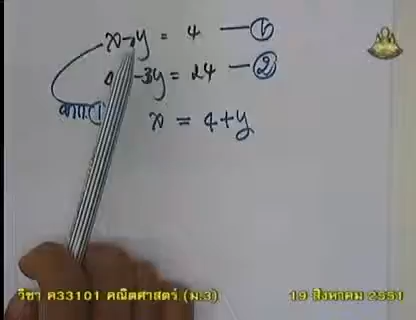 x - y = 4 — ①
- 3y = 24 — ②
จาก ① x = 4 + y
วิชา ค33101 คณิตศาสตร์ (ม.3) 19 สิงหาคม 2551